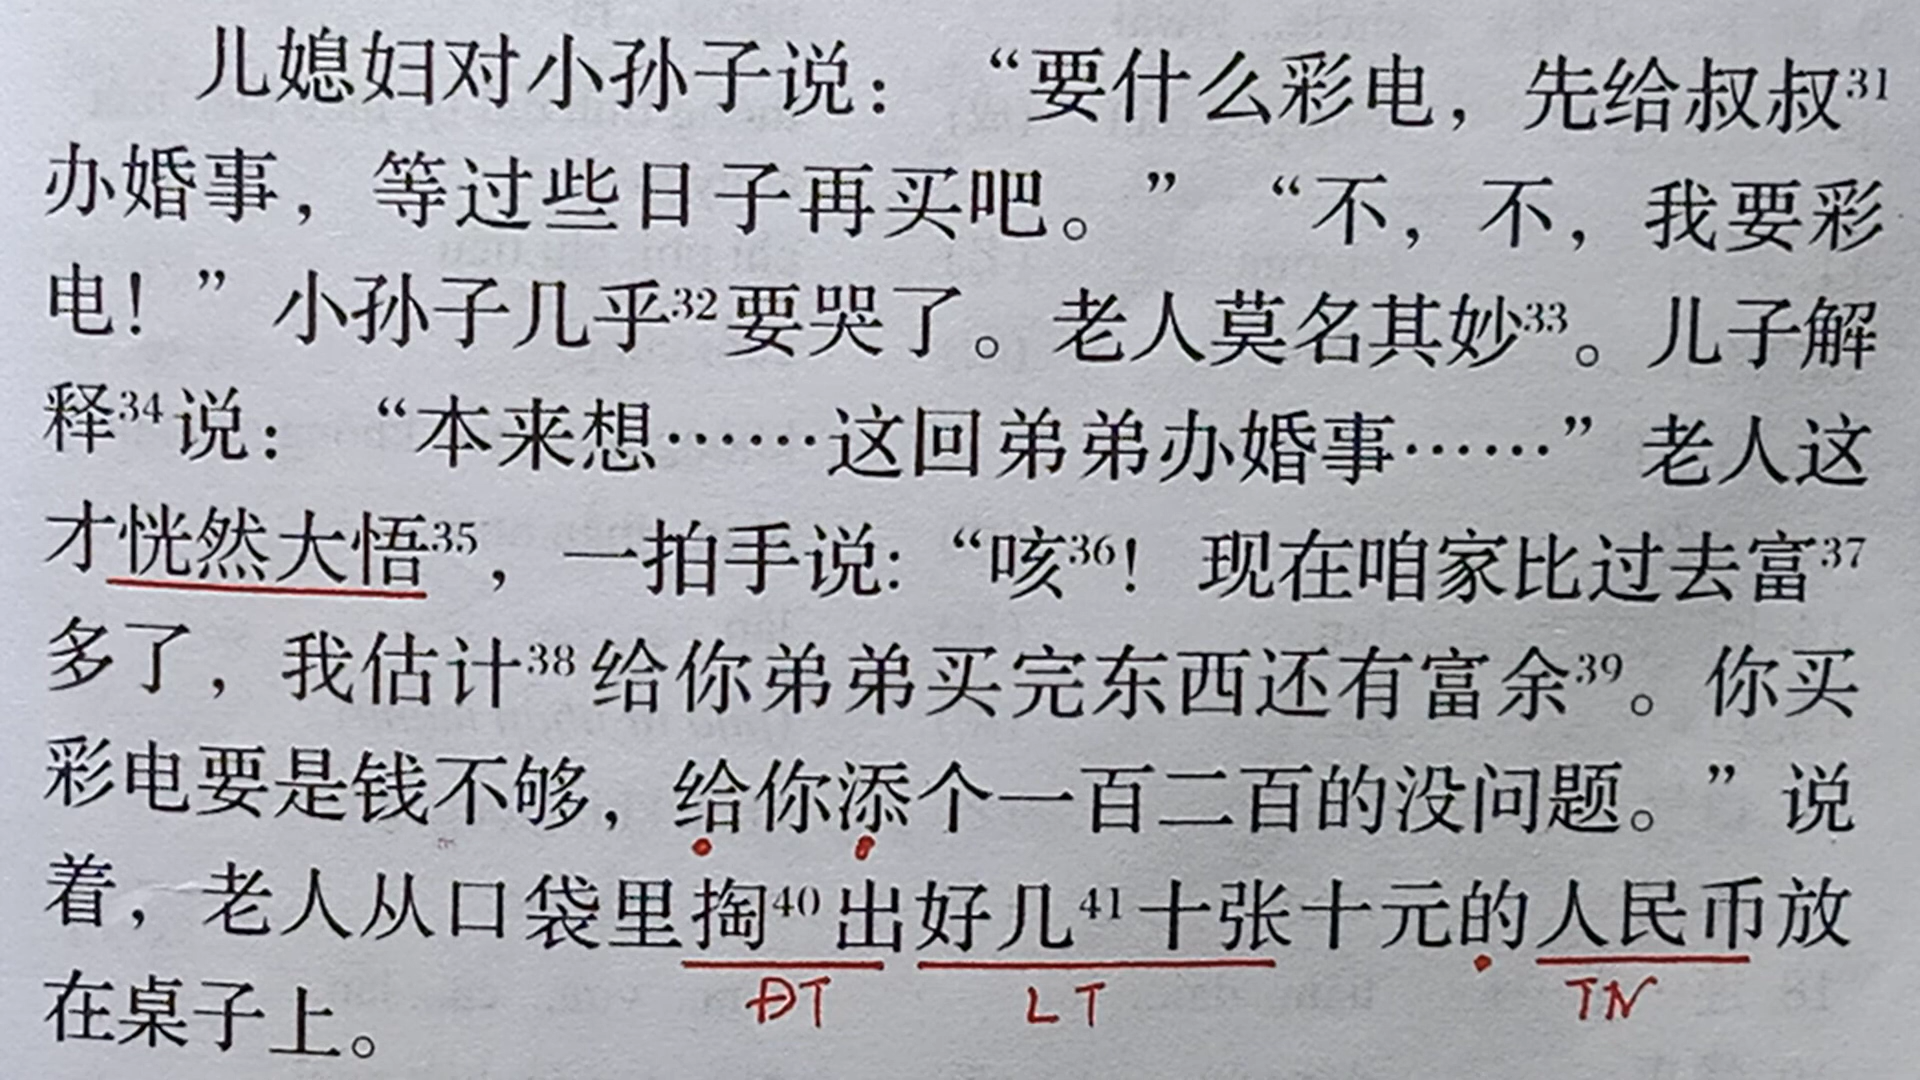 儿媳妇对小孙子说：“要什么彩电，先给叔叔31
办婚事，等过些日子再买吧。”“不，不，我要彩
电！”小孙子几乎32要哭了。老人莫名其妙33。儿子解
释34说：“本来想……这回弟弟办婚事……”老人这
才恍然大悟35，一拍手说：“咳36！现在咱家比过去富37
多了，我估计38给你弟弟买完东西还有富余39。你买
彩电要是钱不够，给你添个一百二百的没问题。”说
着，老人从口袋里掏40出好几41十张十元的人民币放
ĐT LT TN
在桌子上。